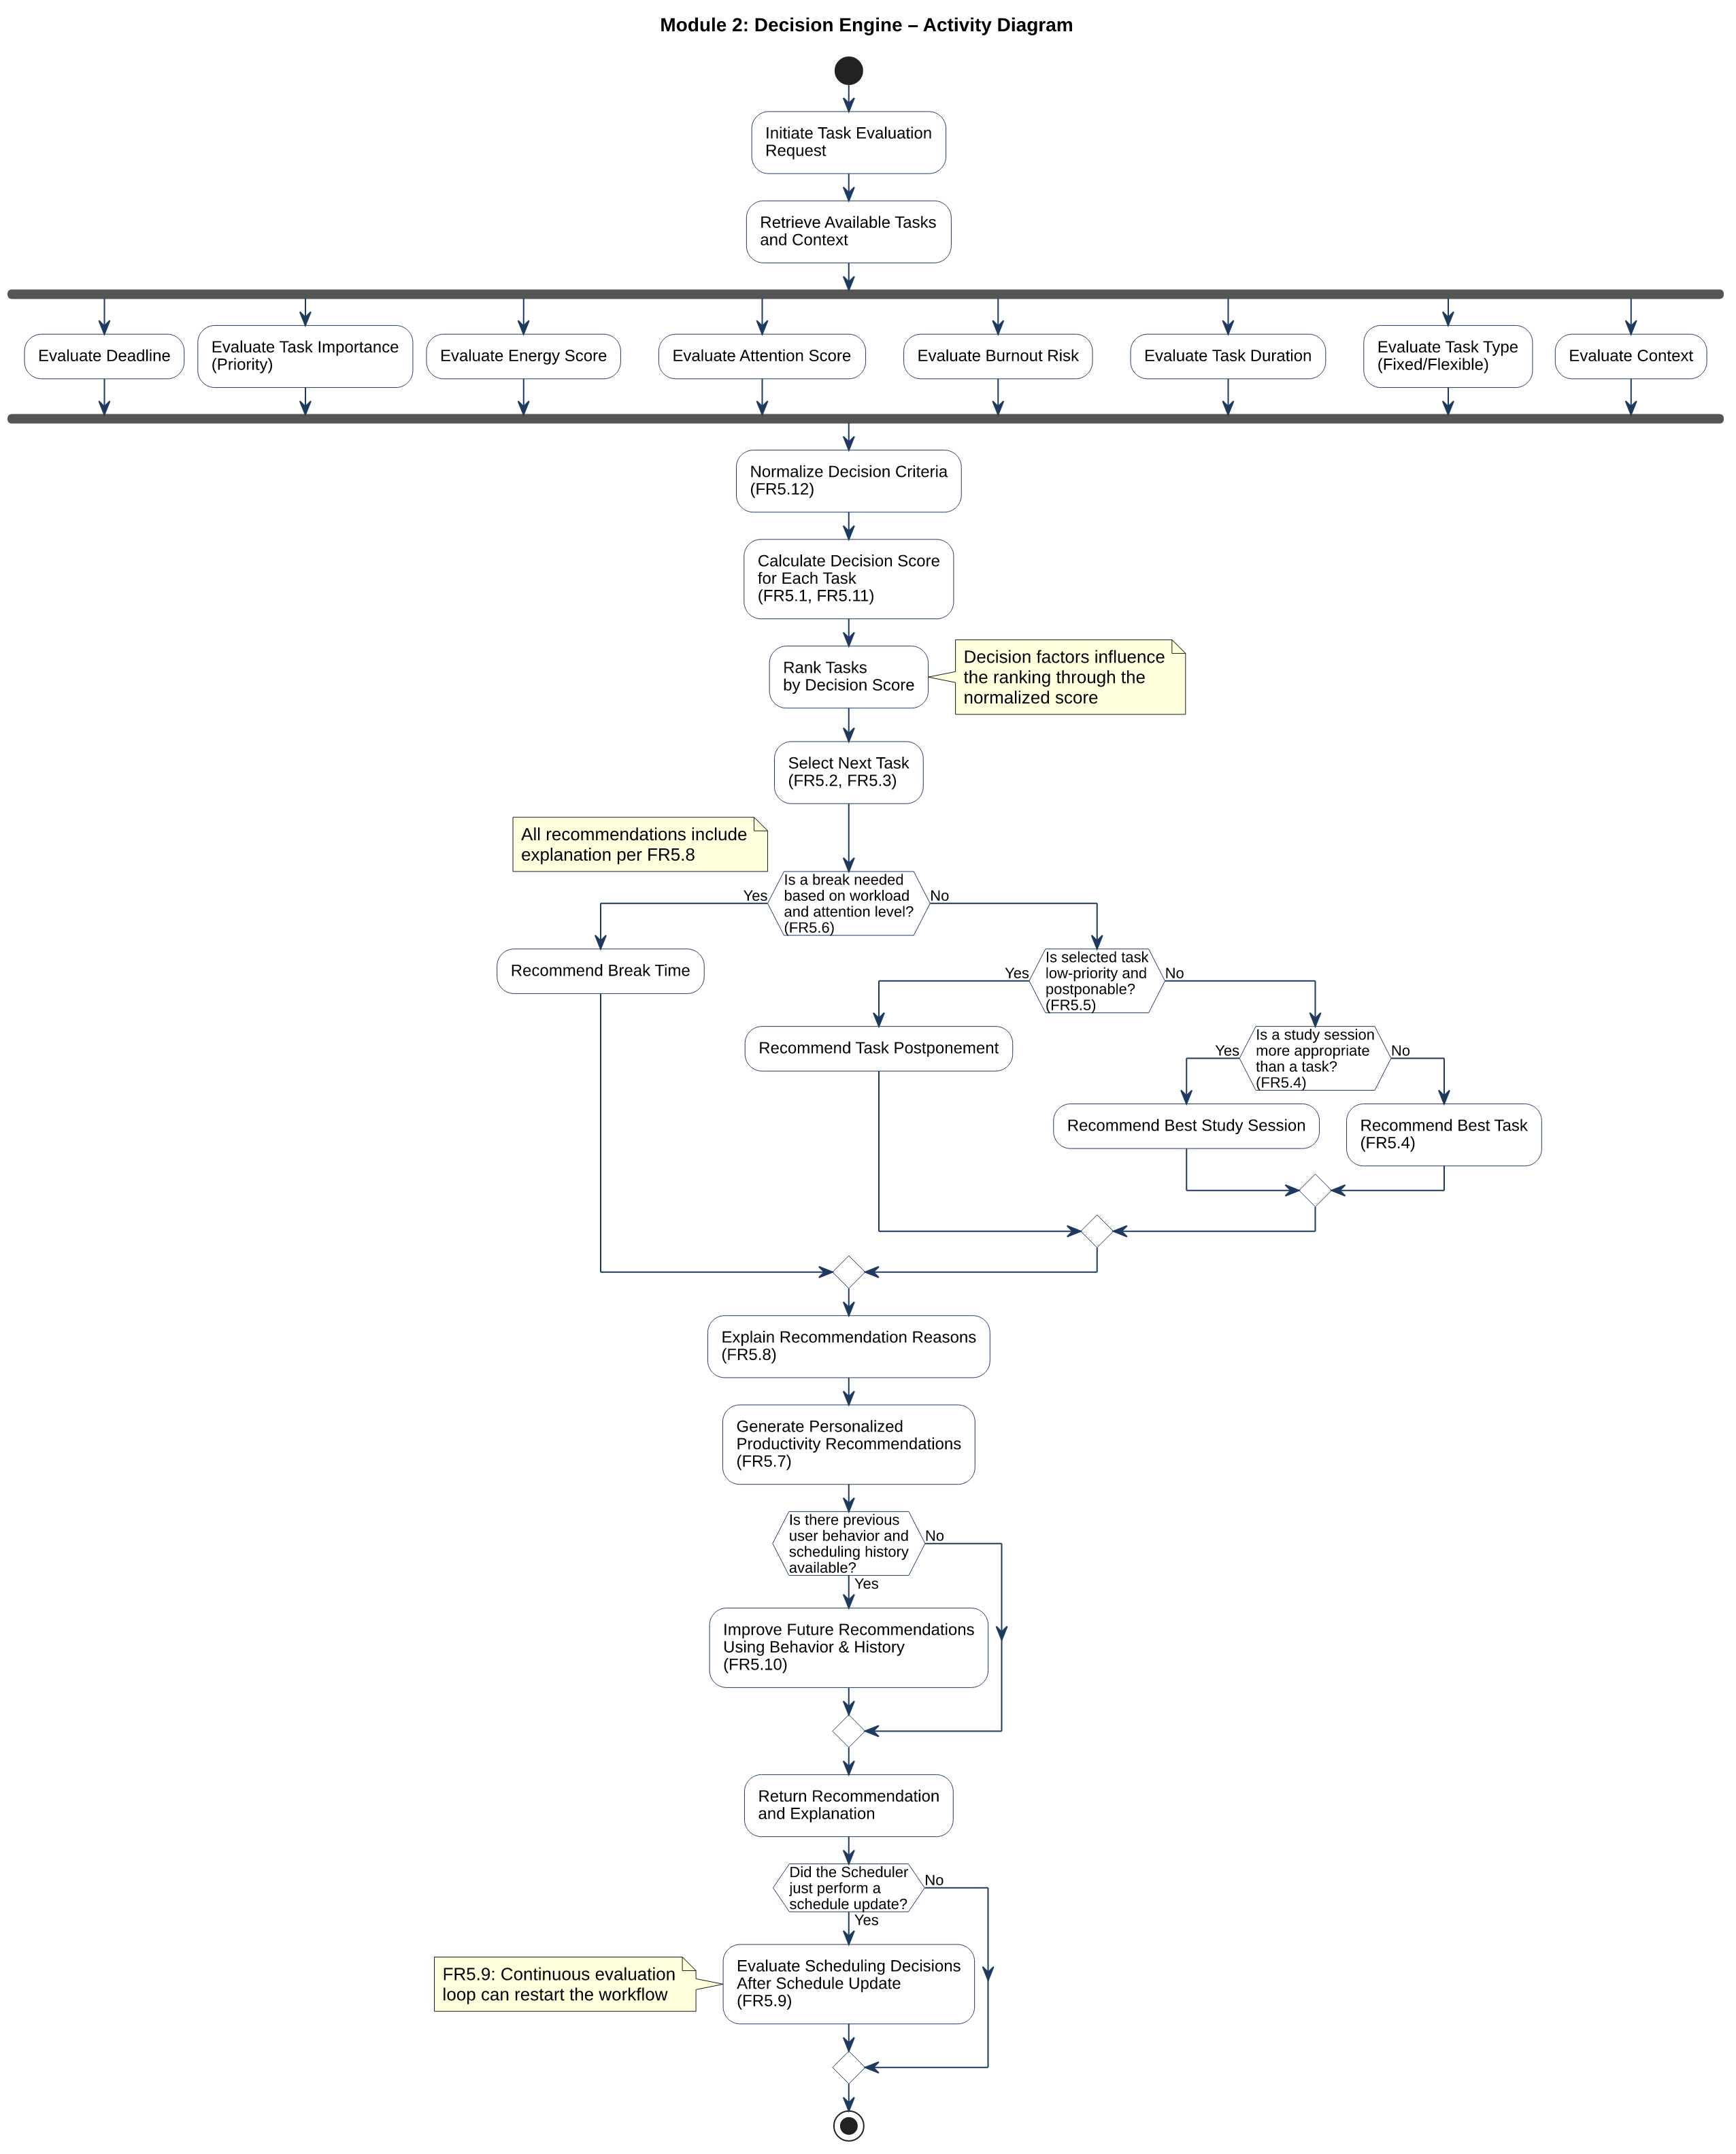 Module 2: Decision Engine – Activity Diagram
Initiate Task Evaluation
Request
Retrieve Available Tasks
and Context
Evaluate Deadline
Evaluate Task Importance
(Priority)
Evaluate Energy Score
Evaluate Attention Score
Evaluate Burnout Risk
Evaluate Task Duration
Evaluate Task Type
(Fixed/Flexible)
Evaluate Context
Normalize Decision Criteria
(FR5.12)
Calculate Decision Score
for Each Task
(FR5.1, FR5.11)
Rank Tasks
by Decision Score
Decision factors influence
the ranking through the
normalized score
Select Next Task
(FR5.2, FR5.3)
All recommendations include
explanation per FR5.8
Is a break needed
based on workload
and attention level?
(FR5.6)
Yes
No
Recommend Break Time
Is selected task
low-priority and
postponable?
(FR5.5)
Yes
No
Recommend Task Postponement
Is a study session
more appropriate
than a task?
(FR5.4)
Yes
No
Recommend Best Study Session
Recommend Best Task
(FR5.4)
Explain Recommendation Reasons
(FR5.8)
Generate Personalized
Productivity Recommendations
(FR5.7)
Is there previous
user behavior and
scheduling history
available?
No
Yes
Improve Future Recommendations
Using Behavior & History
(FR5.10)
Return Recommendation
and Explanation
Did the Scheduler
just perform a
schedule update?
No
Yes
Evaluate Scheduling Decisions
After Schedule Update
(FR5.9)
FR5.9: Continuous evaluation
loop can restart the workflow